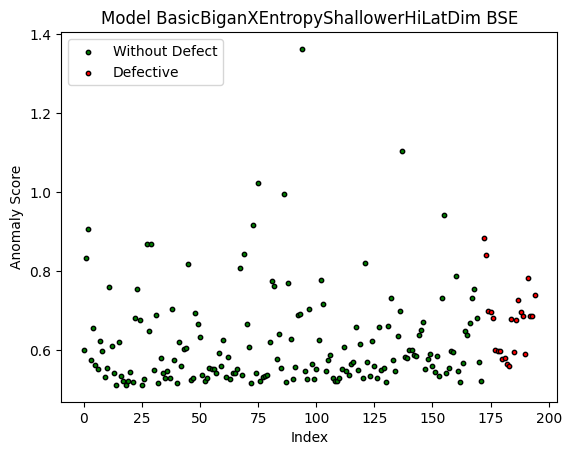 Model BasicBiganXEntropyShallowerHiLatDim BSE
Without Defect
Defective
1.4
1.2
1.0
0.8
0.6
Anomaly Score
0 25 50 75 100 125 150 175 200
Index